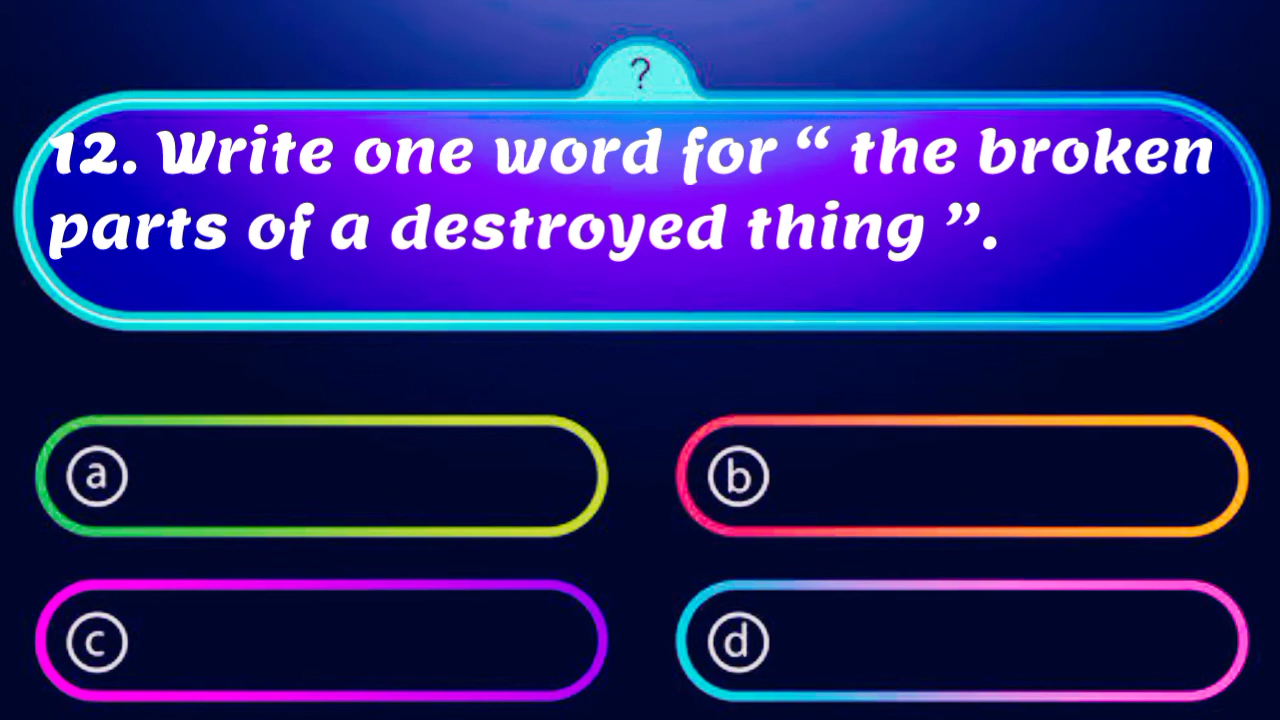 ?
12. Write one word for “ the broken
parts of a destroyed thing ”.
a
b
c
d